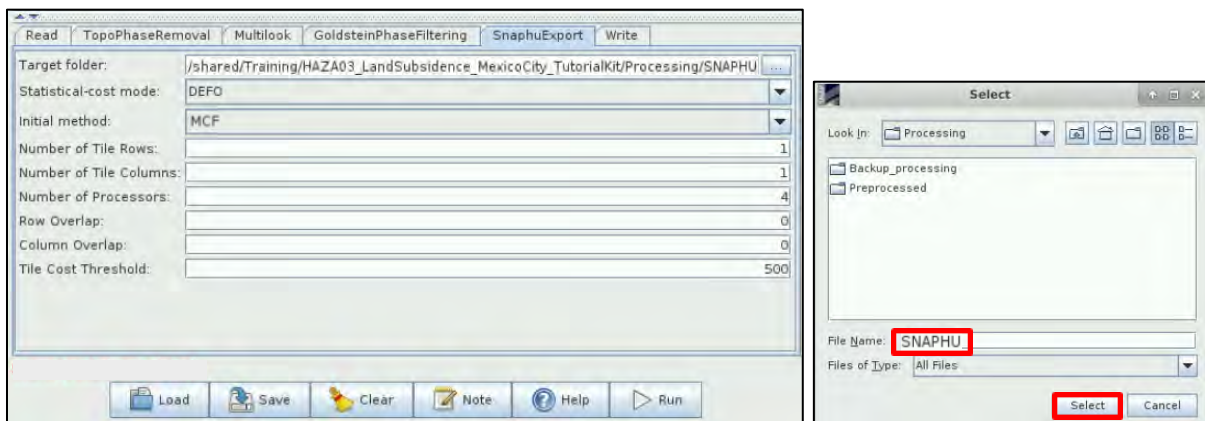 Read TopoPhaseRemoval Multilook GoldsteinPhaseFiltering SnaphuExport Write
Target folder: /shared/Training/HAZA03_LandSubsidence_MexicoCity_TutorialKit/Processing/SNAPHU ...
Statistical-cost mode: DEFO
Initial method: MCF
Number of Tile Rows: 1
Number of Tile Columns: 1
Number of Processors: 4
Row Overlap: 0
Column Overlap: 0
Tile Cost Threshold: 500
Load Save Clear Note Help Run
Select
Look In: Processing
Backup_processing
Preprocessed
File Name: SNAPHU_
Files of Type: All Files
Select Cancel